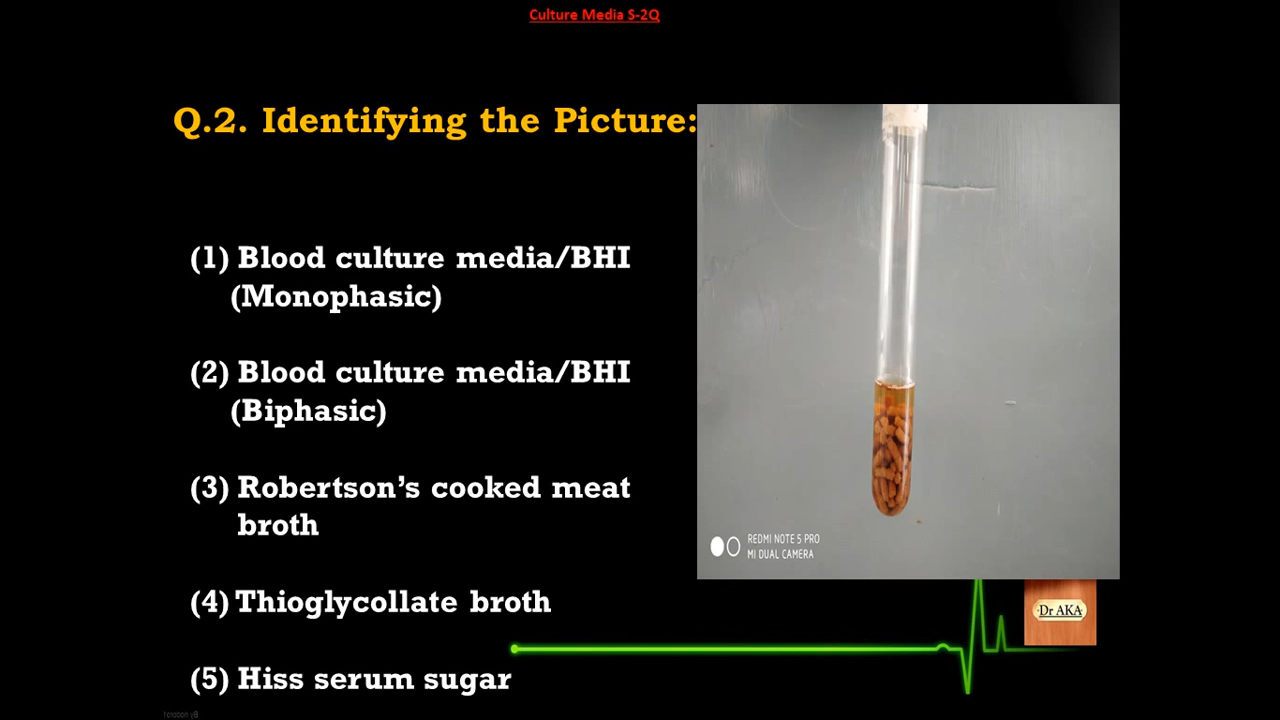 Culture Media S-2Q
Q.2. Identifying the Picture:
(1) Blood culture media/BHI
(Monophasic)
(2) Blood culture media/BHI
(Biphasic)
(3) Robertson’s cooked meat
broth
(4) Thioglycollate broth
(5) Hiss serum sugar
REDMI NOTE 5 PRO
MI DUAL CAMERA
Dr AKA